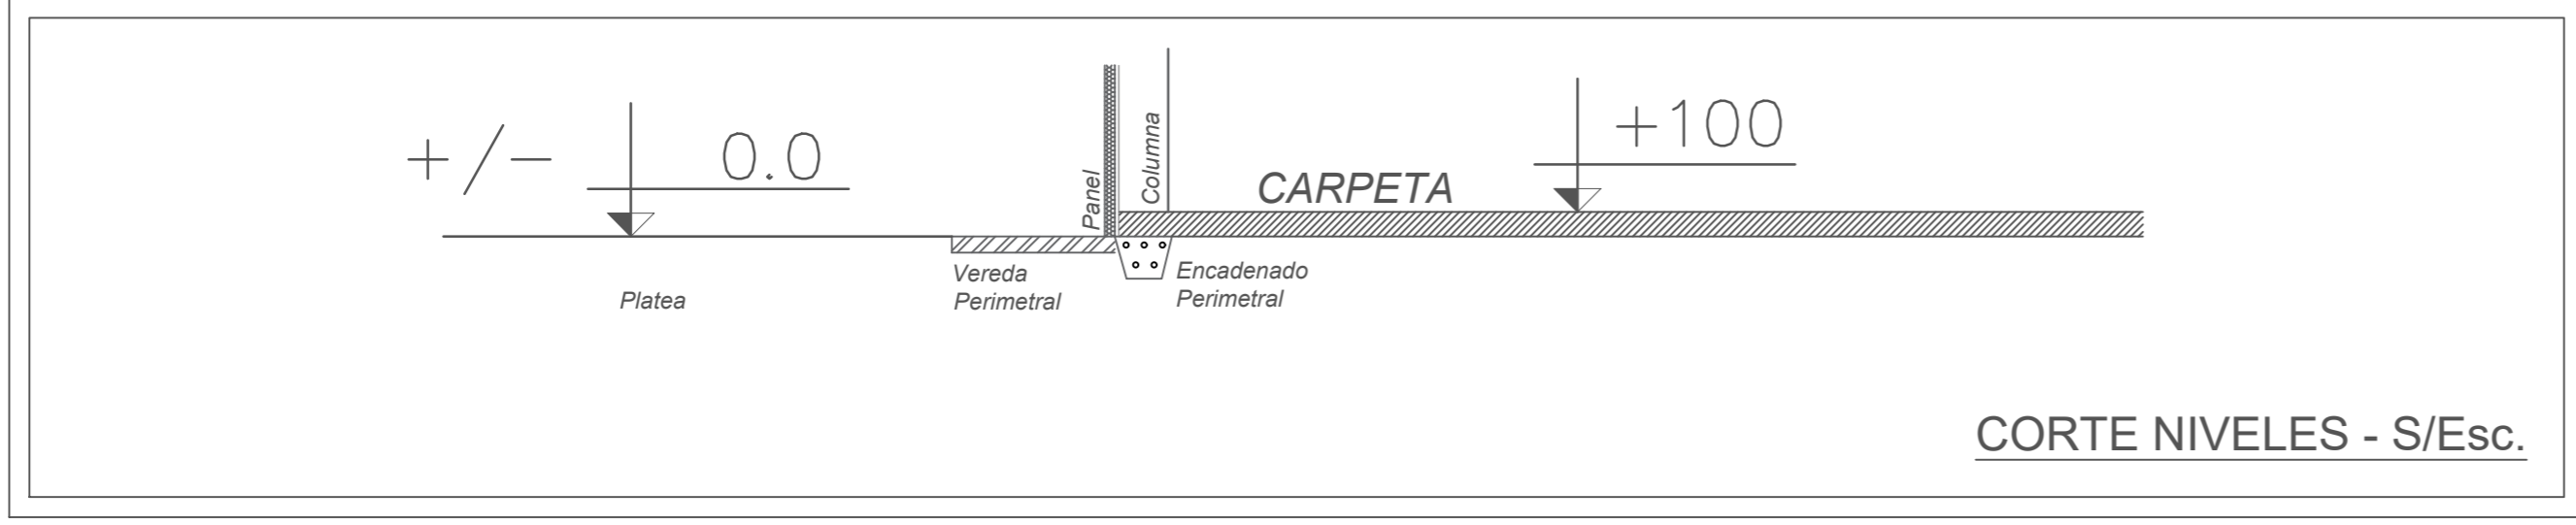 +/- 0.0
Panel
Columna
CARPETA
+100
Platea
Vereda
Perimetral
Encadenado
Perimetral
CORTE NIVELES - S/Esc.